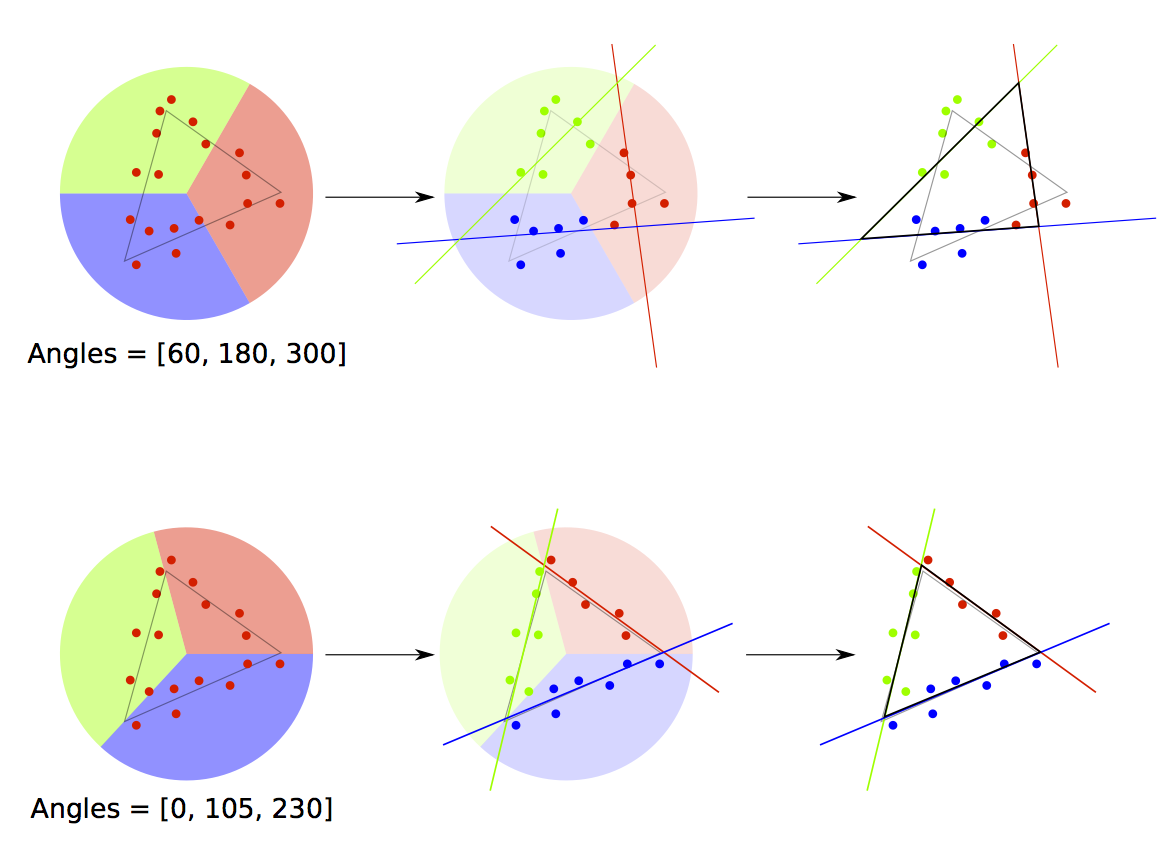 Angles = [60, 180, 300]
Angles = [0, 105, 230]